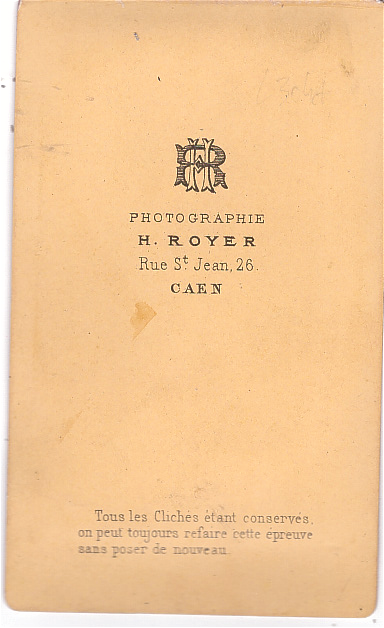 HR
PHOTOGRAPHIE
H. ROYER
Rue St Jean, 26.
CAEN
Tous les Clichés étant conservés,
on peut toujours refaire cette épreuve
sans poser de nouveau.